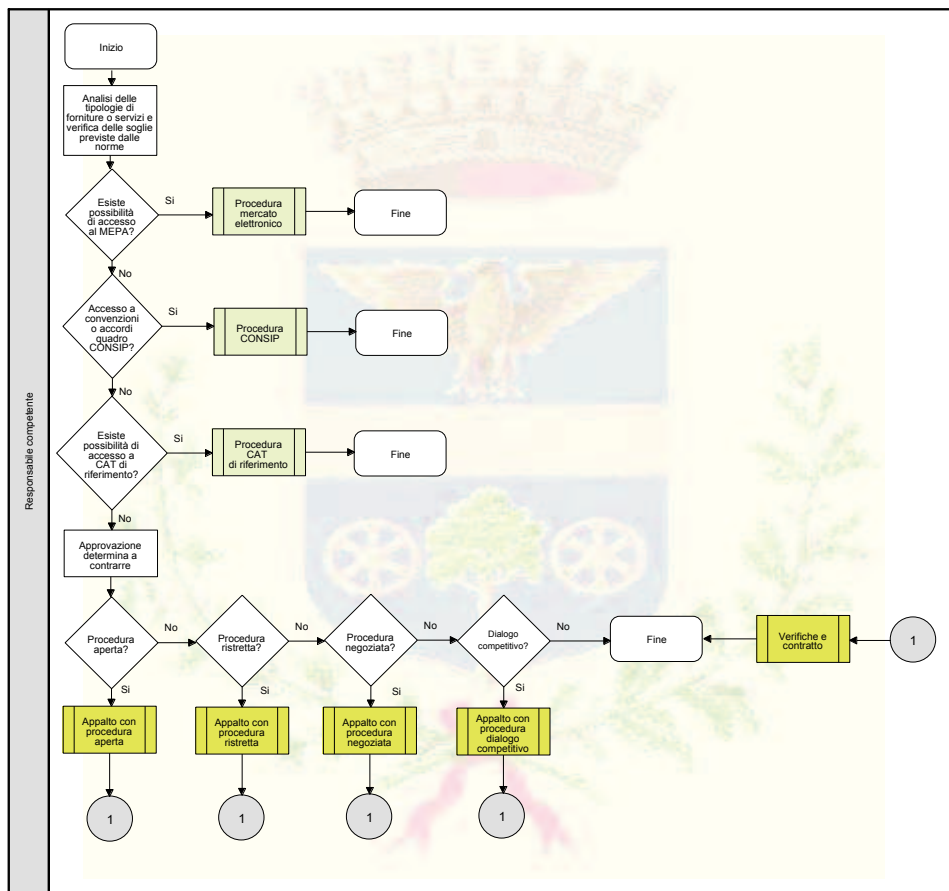 Responsabile competente
Inizio
Analisi delle
tipologie di
forniture o servizi e
verifica delle soglie
previste dalle
norme
Esiste
possibilità
di accesso
al MEPA?
Si
Procedura
mercato
elettronico
Fine
No
Accesso a
convenzioni
o accordi
quadro
CONSIP?
Si
Procedura
CONSIP
Fine
No
Esiste
possibilità di
accesso a
CAT di
riferimento?
Si
Procedura
CAT
di riferimento
Fine
No
Approvazione
determina a
contrarre
Procedura
aperta?
No
Procedura
ristretta?
No
Procedura
negoziata?
No
Dialogo
competitivo?
No
Fine
Verifiche e
contratto
1
Si
Si
Si
Si
Appalto con
procedura
aperta
Appalto con
procedura
ristretta
Appalto con
procedura
negoziata
Appalto con
procedura
dialogo
competitivo
1
1
1
1